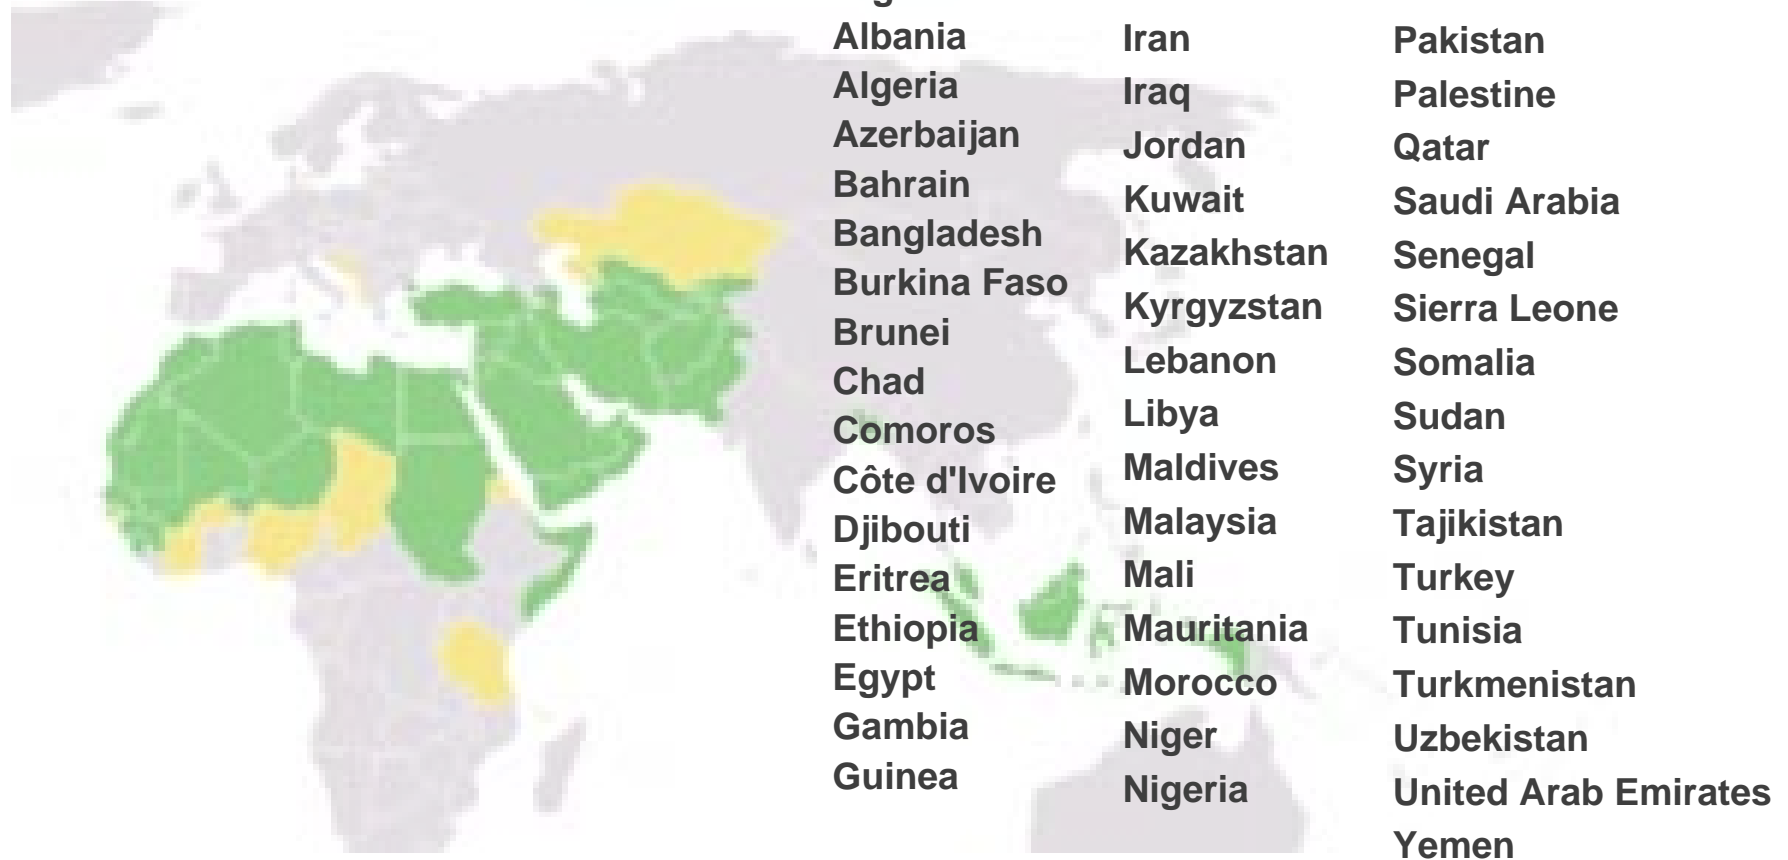 Albania
Algeria
Azerbaijan
Bahrain
Bangladesh
Burkina Faso
Brunei
Chad
Comoros
Côte d'Ivoire
Djibouti
Eritrea
Ethiopia
Egypt
Gambia
Guinea
Iran
Iraq
Jordan
Kuwait
Kazakhstan
Kyrgyzstan
Lebanon
Libya
Maldives
Malaysia
Mali
Mauritania
Morocco
Niger
Nigeria
Pakistan
Palestine
Qatar
Saudi Arabia
Senegal
Sierra Leone
Somalia
Sudan
Syria
Tajikistan
Turkey
Tunisia
Turkmenistan
Uzbekistan
United Arab Emirates
Yemen